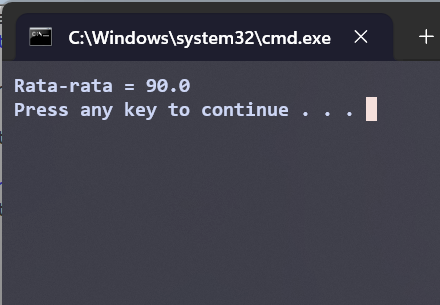 C:\Windows\system32\cmd.exe
Rata-rata = 90.0
Press any key to continue . . .